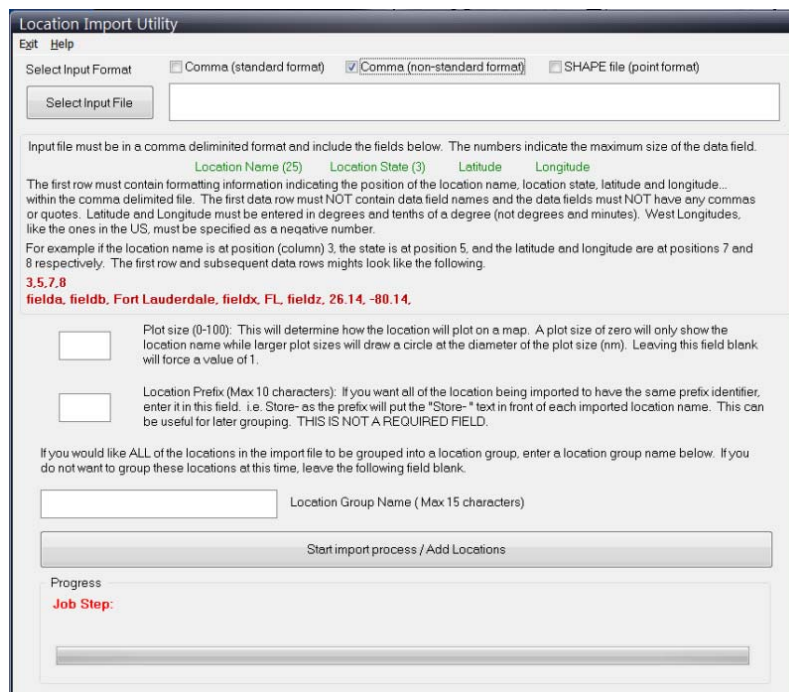 Location Import Utility
Exit Help
Select Input Format Comma (standard format) Comma (non-standard format) SHAPE file (point format)
Select Input File
Input file must be in a comma deliminited format and include the fields below. The numbers indicate the maximum size of the data field.
Location Name (25) Location State (3) Latitude Longitude
The first row must contain formatting information indicating the position of the location name, location state, latitude and longitude...
within the comma delimited file. The first data row must NOT contain data field names and the data fields must NOT have any commas
or quotes. Latitude and Longitude must be entered in degrees and tenths of a degree (not degrees and minutes). West Longitudes,
like the ones in the US, must be specified as a negative number.
For example if the location name is at position (column) 3, the state is at position 5, and the latitude and longitude are at positions 7 and
8 respectively. The first row and subsequent data rows mights look like the following.
3,5,7,8
fielda, fieldb, Fort Lauderdale, fieldx, FL, fieldz, 26.14, -80.14,
Plot size (0-100): This will determine how the location will plot on a map. A plot size of zero will only show the
location name while larger plot sizes will draw a circle at the diameter of the plot size (nm). Leaving this field blank
will force a value of 1.
Location Prefix (Max 10 characters): If you want all of the location being imported to have the same prefix identifier,
enter it in this field. i.e. Store- as the prefix will put the "Store- " text in front of each imported location name. This can
be useful for later grouping. THIS IS NOT A REQUIRED FIELD.
If you would like ALL of the locations in the import file to be grouped into a location group, enter a location group name below. If you
do not want to group these locations at this time, leave the following field blank.
Location Group Name ( Max 15 characters)
Start import process / Add Locations
Progress
Job Step: